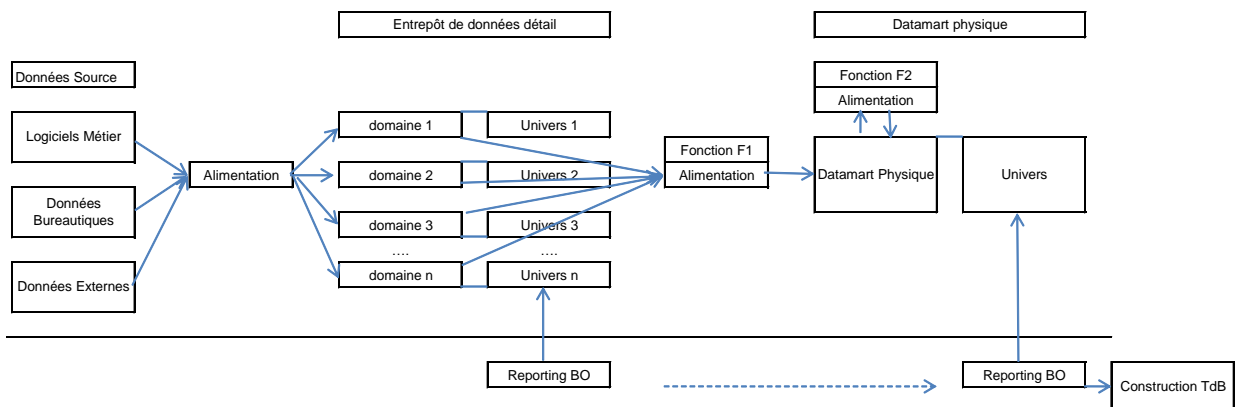 Entrepôt de données détail
Datamart physique
Données Source
Fonction F2
Alimentation
Logiciels Métier
domaine 1
Univers 1
Fonction F1
Alimentation
domaine 2
Univers 2
Alimentation
Datamart Physique
Univers
Données
Bureautiques
domaine 3
Univers 3
....
....
Données Externes
domaine n
Univers n
Reporting BO
Reporting BO
Construction TdB